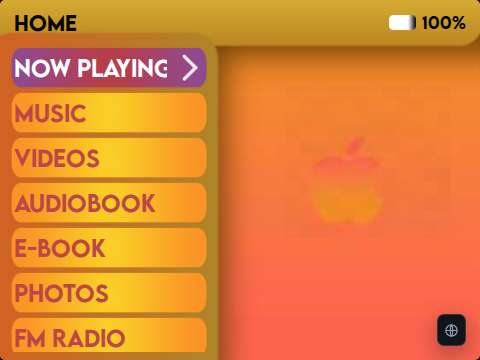 HOME
100%
NOW PLAYING
MUSIC
VIDEOS
AUDIOBOOK
E-BOOK
PHOTOS
FM RADIO